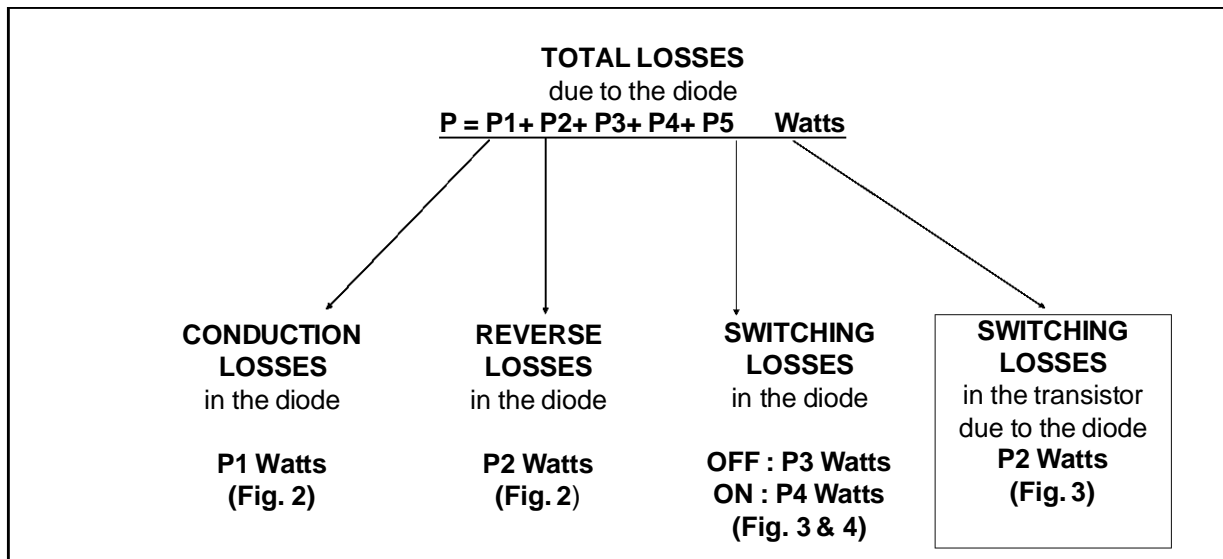 TOTAL LOSSES
due to the diode
P = P1+ P2+ P3+ P4+ P5 Watts
CONDUCTION
LOSSES
in the diode
P1 Watts
(Fig. 2)
REVERSE
LOSSES
in the diode
P2 Watts
(Fig. 2)
SWITCHING
LOSSES
in the diode
OFF : P3 Watts
ON : P4 Watts
(Fig. 3 & 4)
SWITCHING
LOSSES
in the transistor
due to the diode
P2 Watts
(Fig. 3)